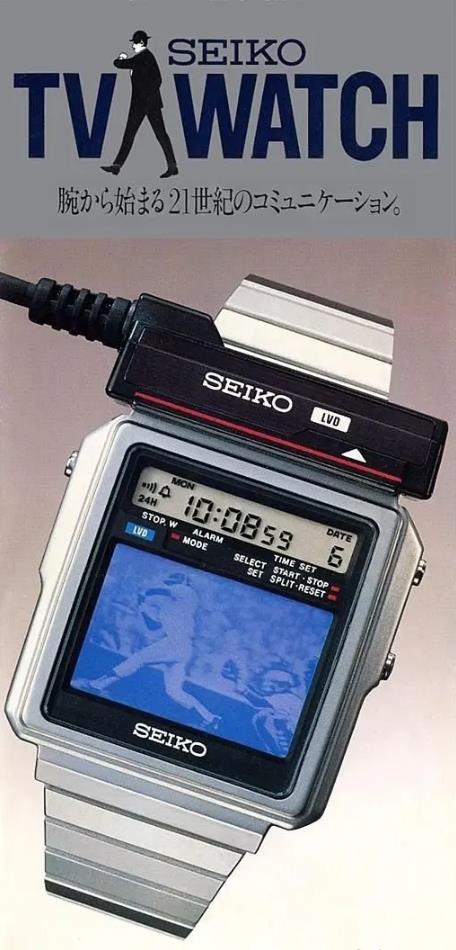 SEIKO
TV WATCH
腕から始まる21世紀のコミュニケーション。
SEIKO LVD
MON
24H
10:08 59
DATE
6
STOP. W ALARM TIME SET
LVD MODE SELECT START · STOP
SET SPLIT · RESET
SEIKO